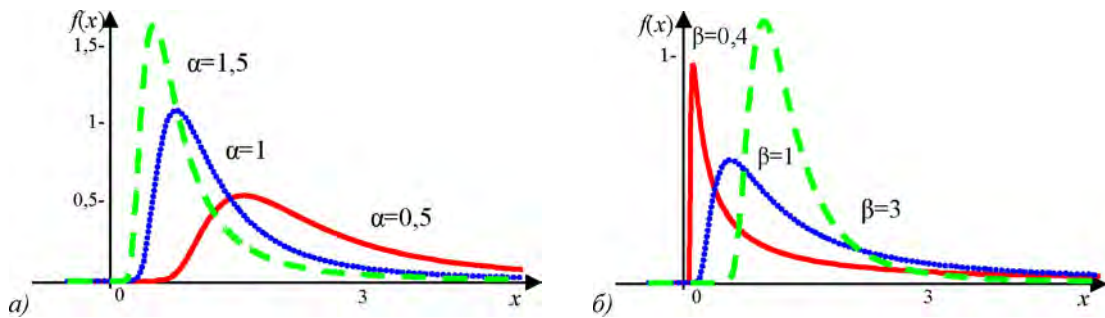 f(x)
1,5-
α=1,5
1-
α=1
0,5-
α=0,5
а)
0
3
x
f(x)
β=0,4
1-
β=1
β=3
б)
0
3
x